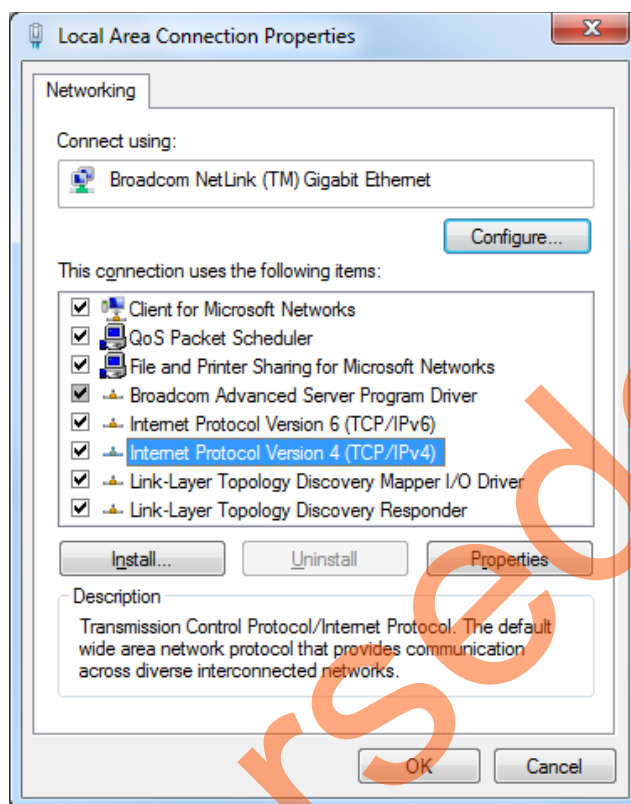 Local Area Connection Properties
Networking
Connect using:
Broadcom NetLink (TM) Gigabit Ethernet
Configure...
This connection uses the following items:
Client for Microsoft Networks
QoS Packet Scheduler
File and Printer Sharing for Microsoft Networks
Broadcom Advanced Server Program Driver
Internet Protocol Version 6 (TCP/IPv6)
Internet Protocol Version 4 (TCP/IPv4)
Link-Layer Topology Discovery Mapper I/O Driver
Link-Layer Topology Discovery Responder
Install... Uninstall Properties
Description
Transmission Control Protocol/Internet Protocol. The default
wide area network protocol that provides communication
across diverse interconnected networks.
OK Cancel
rsed